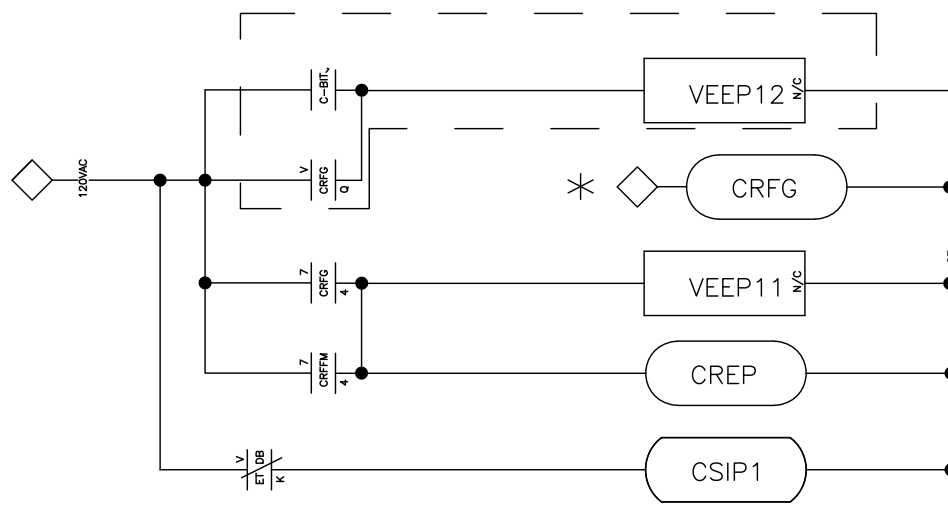 C-BIT
VEEP12
N/C
120VAC
V
CRFG
Q
*
CRFG
7
CRFG
4
VEEP11
N/C
7
CRFFM
4
CREP
V
ET DB
K
CSIP1